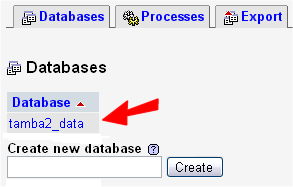 Databases Processes Export
Databases
Database
tamba2_data
Create new database ?
Create